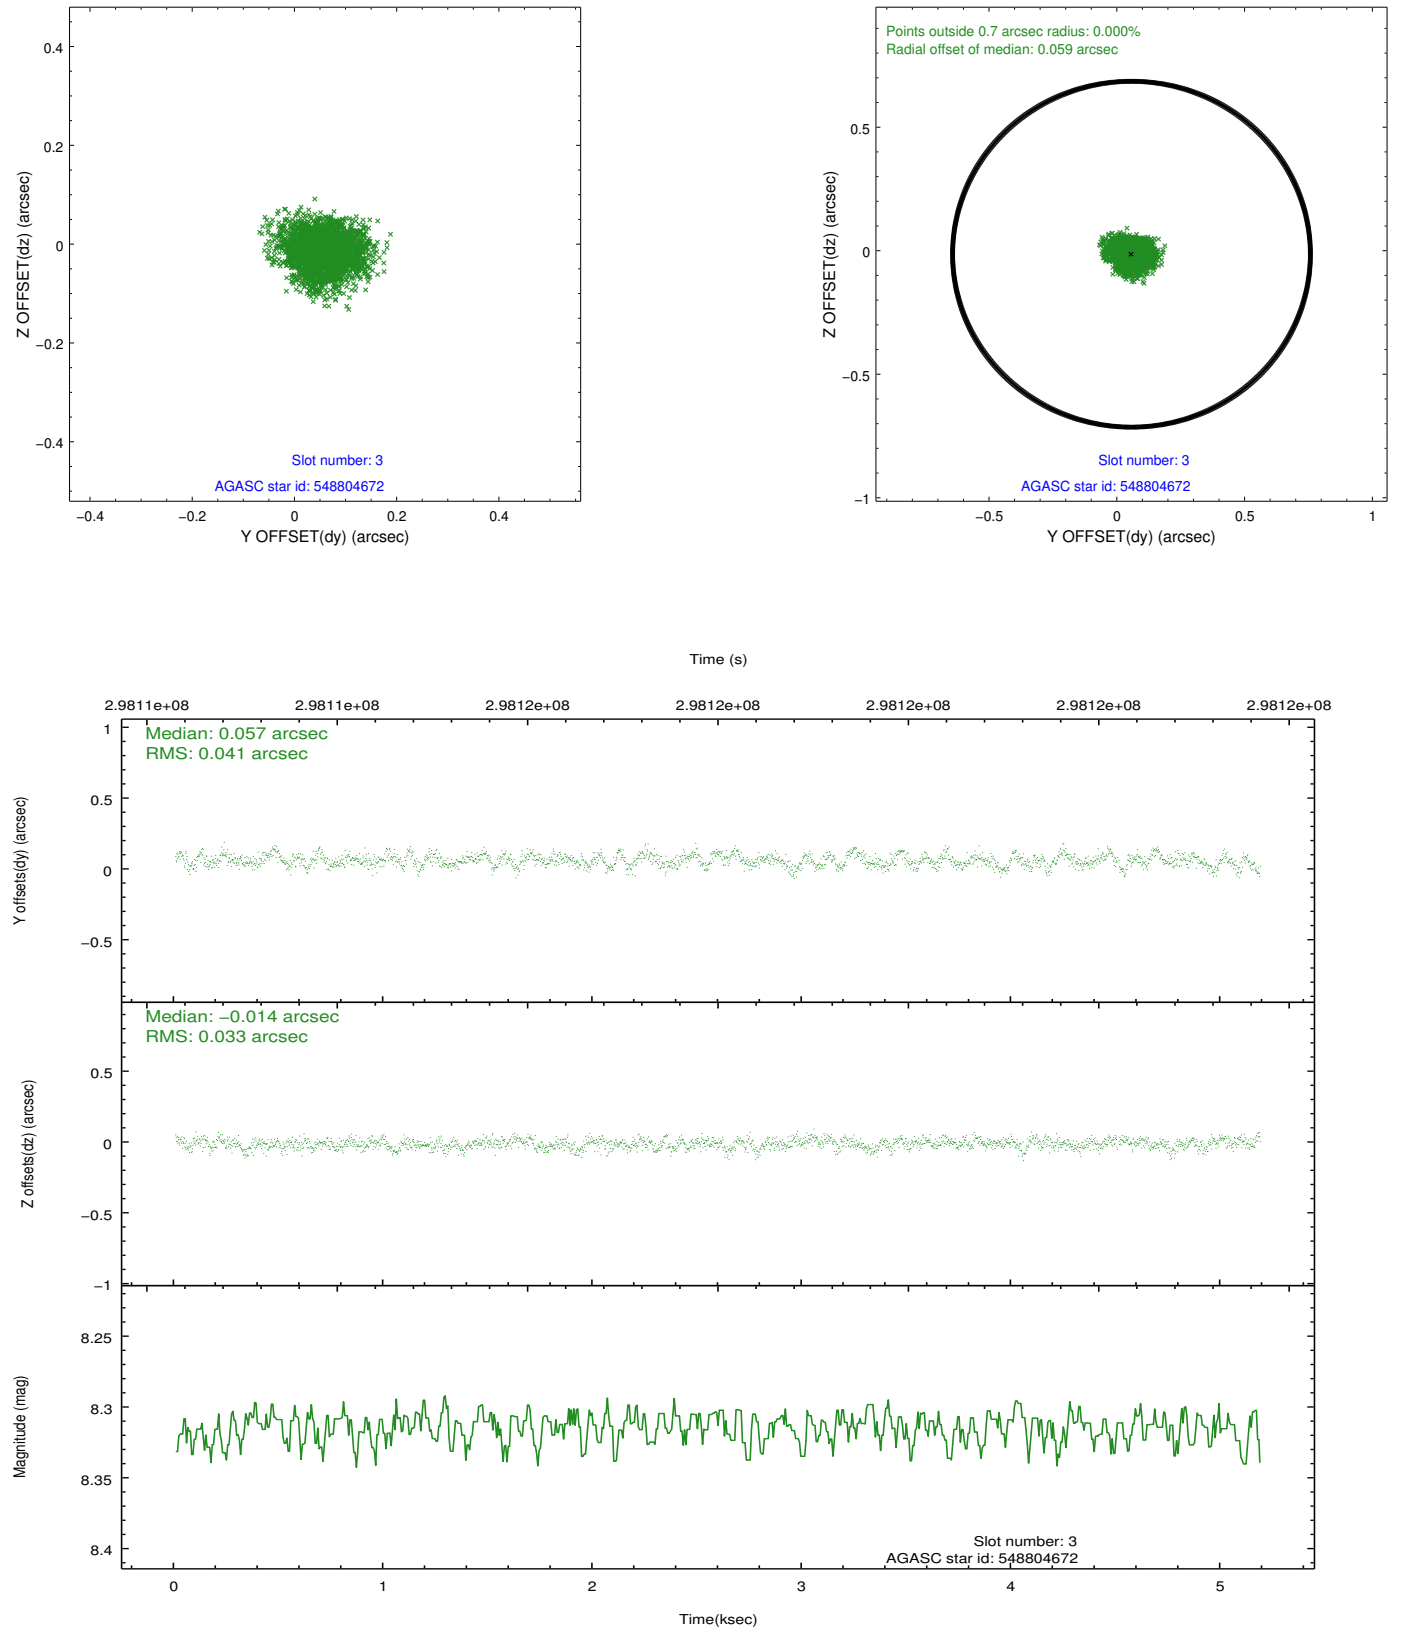 0.4
0.2
0
−0.2
−0.4
Z OFFSET(dz) (arcsec)
Slot number: 3
AGASC star id: 548804672
−0.4 −0.2 0 0.2 0.4
Y OFFSET(dy) (arcsec)
Points outside 0.7 arcsec radius: 0.000%
Radial offset of median: 0.059 arcsec
0.5
0
−0.5
−1
Z OFFSET(dz) (arcsec)
Slot number: 3
AGASC star id: 548804672
−0.5 0 0.5 1
Y OFFSET(dy) (arcsec)
Time (s)
2.9811e+08 2.9811e+08 2.9812e+08 2.9812e+08 2.9812e+08 2.9812e+08 2.9812e+08
Median: 0.057 arcsec
RMS: 0.041 arcsec
1
0.5
0
−0.5
Y offsets(dy) (arcsec)
Median: −0.014 arcsec
RMS: 0.033 arcsec
0.5
0
−0.5
−1
Z offsets(dz) (arcsec)
8.25
8.3
8.35
8.4
Magnitude (mag)
Slot number: 3
AGASC star id: 548804672
0 1 2 3 4 5
Time(ksec)